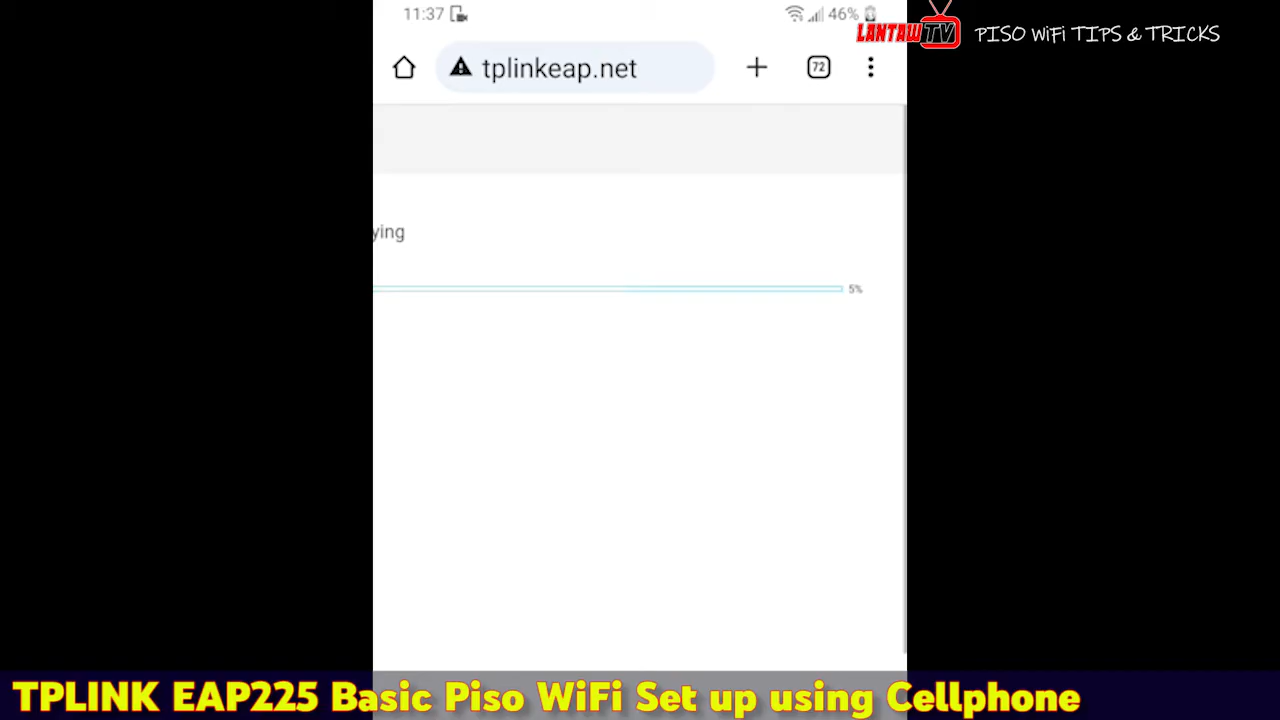 11:37 46%
LANTAW TV PISO WiFi TIPS & TRICKS
tplinkeap.net 72
ying
5%
TPLINK EAP225 Basic Piso WiFi Set up using Cellphone